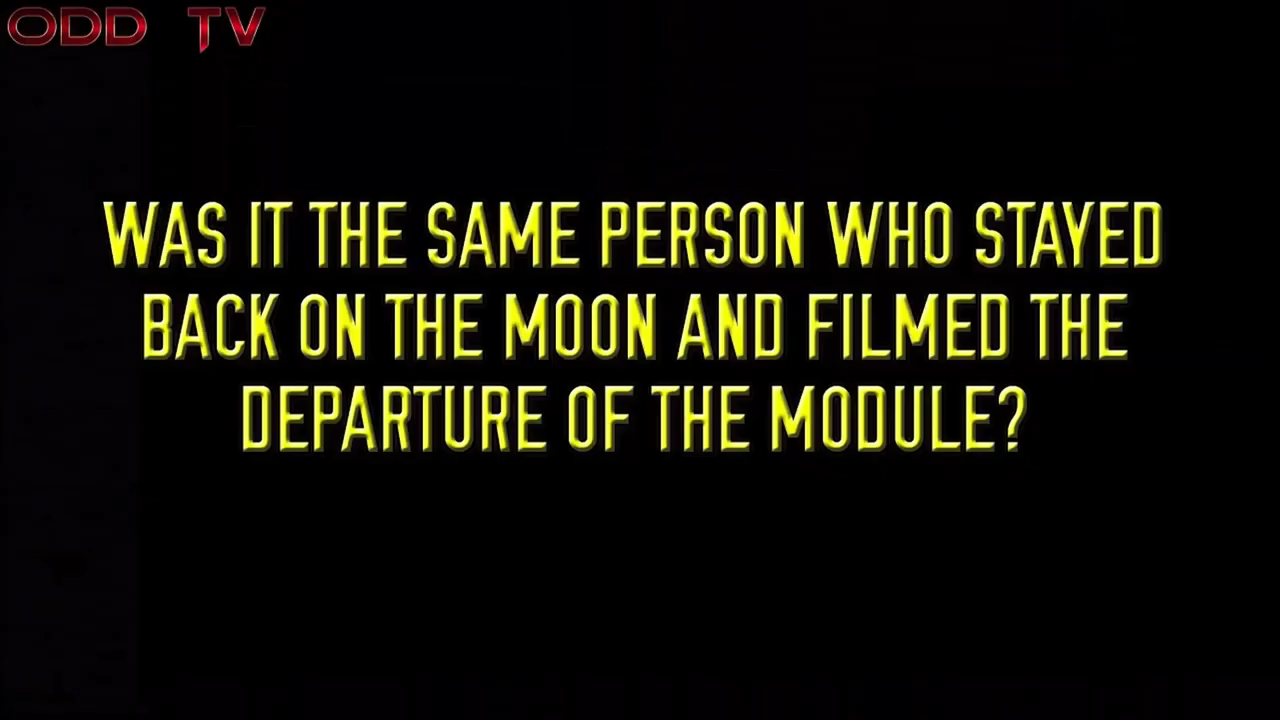 ODD TV
WAS IT THE SAME PERSON WHO STAYED
BACK ON THE MOON AND FILMED THE
DEPARTURE OF THE MODULE?